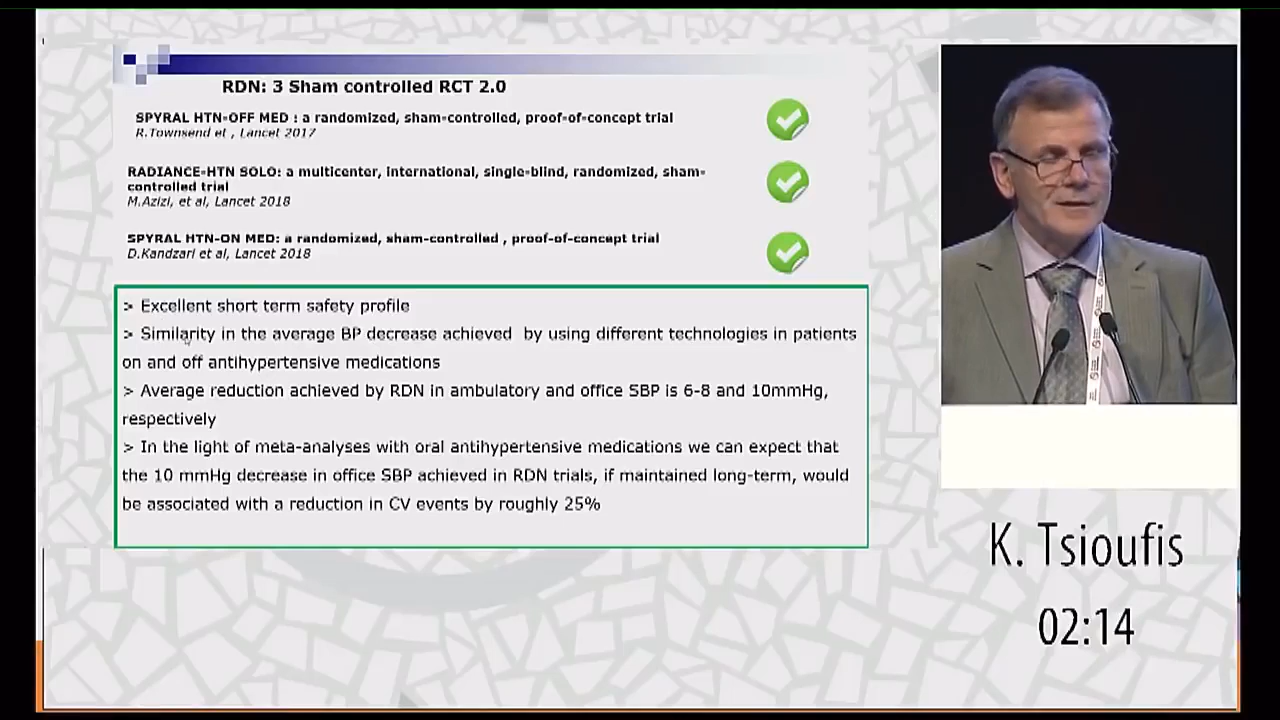 RDN: 3 Sham controlled RCT 2.0
SPYRAL HTN-OFF MED : a randomized, sham-controlled, proof-of-concept trial
R.Townsend et , Lancet 2017
RADIANCE-HTN SOLO: a multicenter, international, single-blind, randomized, sham-
controlled trial
M.Azizi, et al, Lancet 2018
SPYRAL HTN-ON MED: a randomized, sham-controlled , proof-of-concept trial
D.Kandzari et al, Lancet 2018
> Excellent short term safety profile
> Similarity in the average BP decrease achieved by using different technologies in patients
on and off antihypertensive medications
> Average reduction achieved by RDN in ambulatory and office SBP is 6-8 and 10mmHg,
respectively
> In the light of meta-analyses with oral antihypertensive medications we can expect that
the 10 mmHg decrease in office SBP achieved in RDN trials, if maintained long-term, would
be associated with a reduction in CV events by roughly 25%
K. Tsioufis
02:14